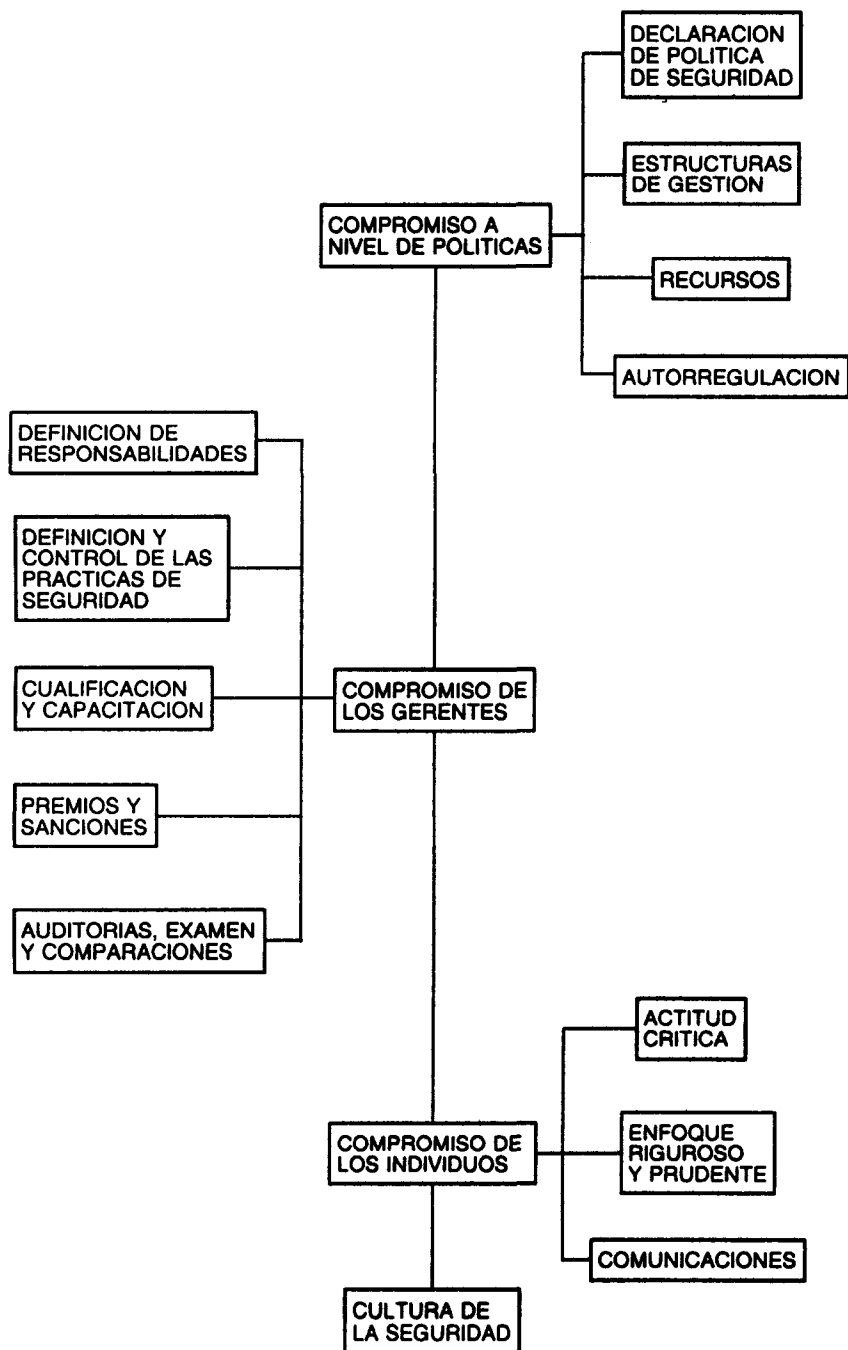 DECLARACION
DE POLITICA
DE SEGURIDAD
ESTRUCTURAS
DE GESTION
COMPROMISO A
NIVEL DE POLITICAS
RECURSOS
AUTORREGULACION
DEFINICION DE
RESPONSABILIDADES
DEFINICION Y
CONTROL DE LAS
PRACTICAS DE
SEGURIDAD
CUALIFICACION
Y CAPACITACION
COMPROMISO DE
LOS GERENTES
PREMIOS Y
SANCIONES
AUDITORIAS, EXAMEN
Y COMPARACIONES
ACTITUD
CRITICA
COMPROMISO DE
LOS INDIVIDUOS
ENFOQUE
RIGUROSO
Y PRUDENTE
COMUNICACIONES
CULTURA DE
LA SEGURIDAD